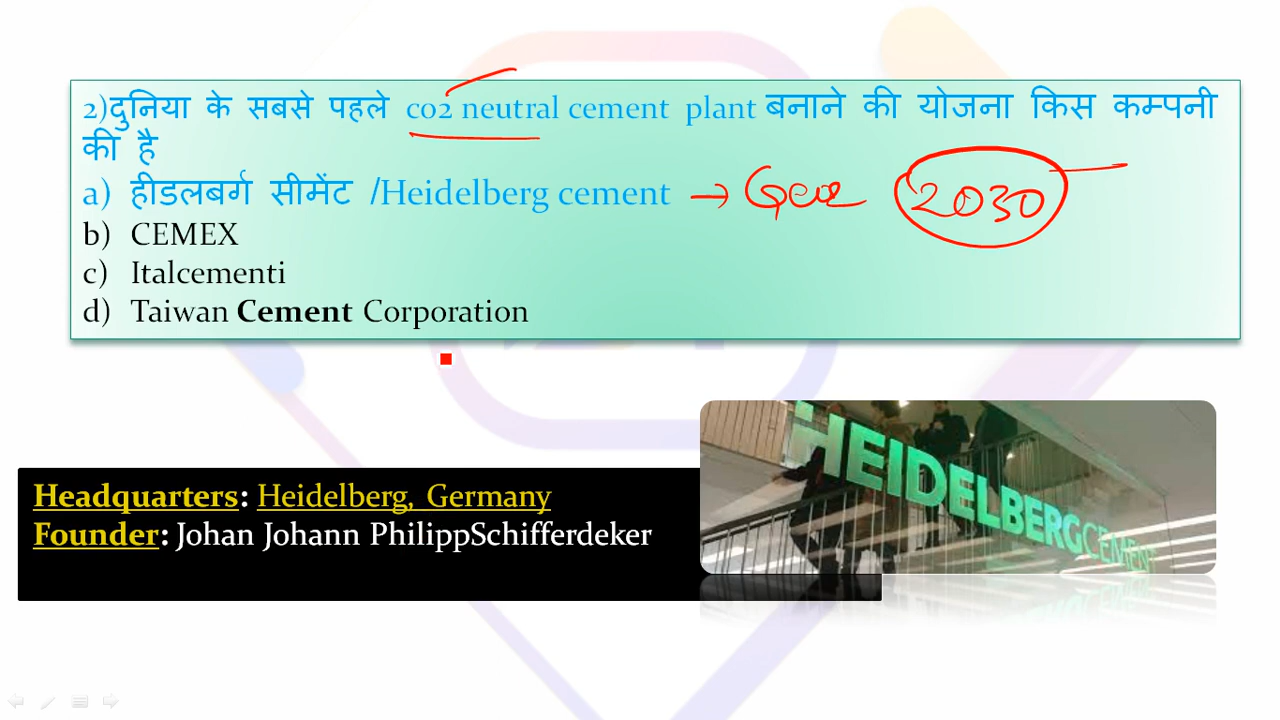 2)दुनिया के सबसे पहले co2 neutral cement plant बनाने की योजना किस कम्पनी
की है
a) हीडलबर्ग सीमेंट /Heidelberg cement → 2030
b) CEMEX
c) Italcementi
d) Taiwan Cement Corporation
HEIDELBERGCEMENT
Headquarters: Heidelberg, Germany
Founder: Johan Johann PhilippSchifferdeker